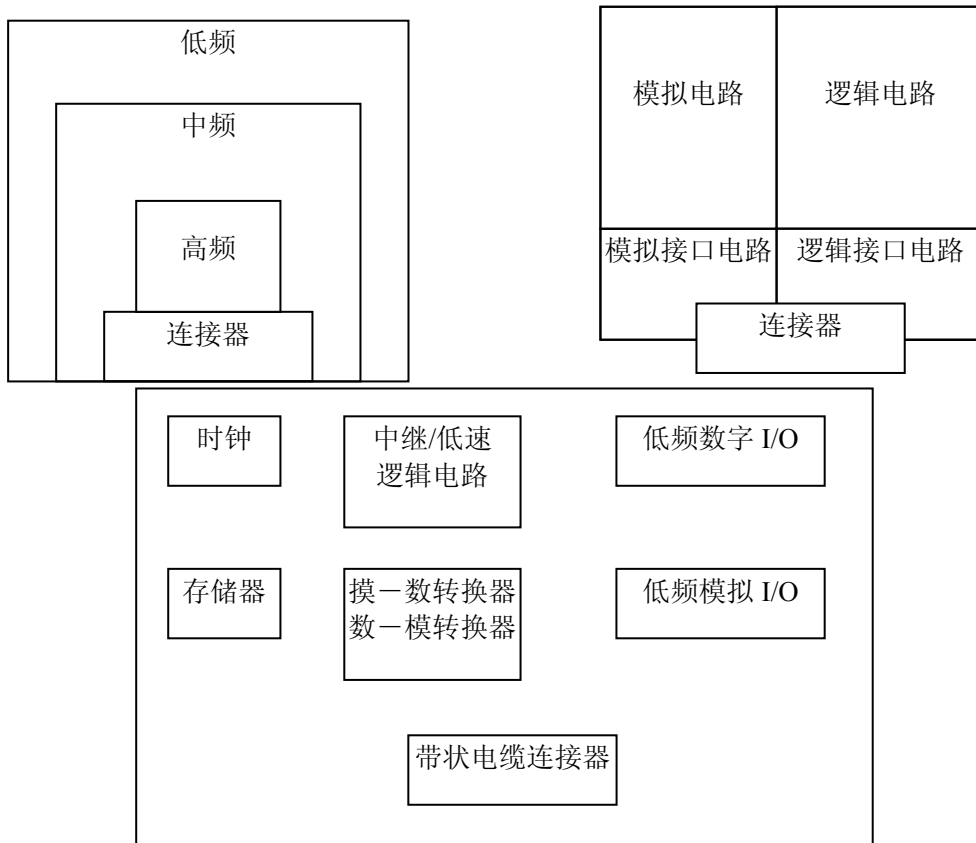 低频
中频
高频
连接器
模拟电路
逻辑电路
模拟接口电路
逻辑接口电路
连接器
时钟
中继/低速
逻辑电路
低频数字 I/O
存储器
摸－数转换器
数－模转换器
低频模拟 I/O
带状电缆连接器